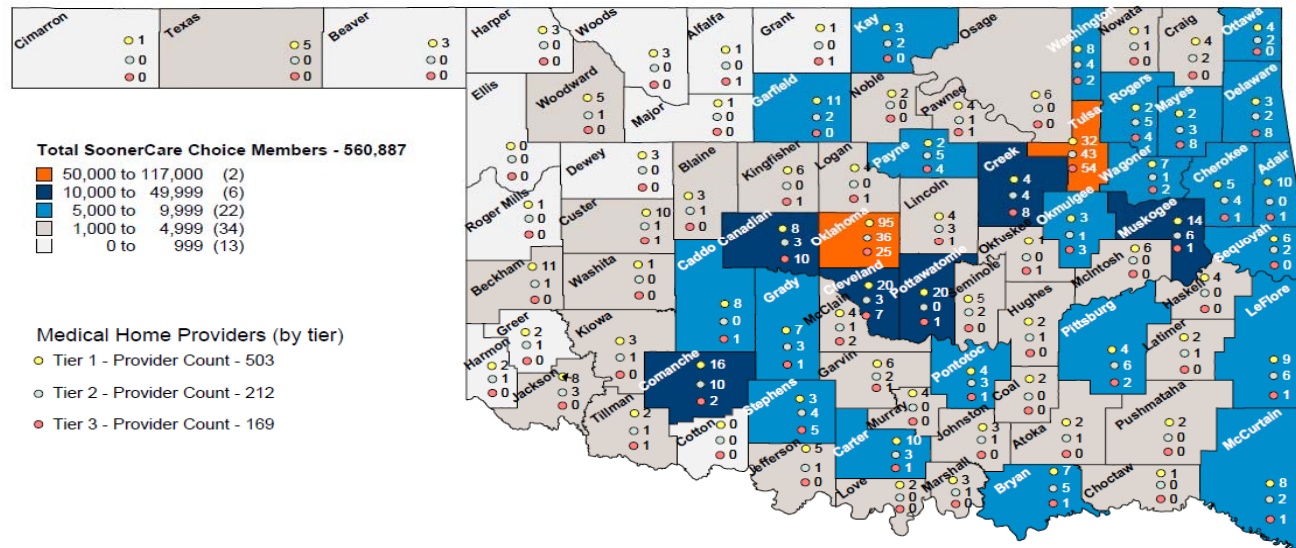 Cimarron
1
0
0
Texas
5
0
0
Beaver
3
0
0
Harper
3
0
0
Woods
3
0
0
Alfalfa
1
0
1
Grant
1
0
1
Kay
3
2
0
Osage
6
0
0
Washington
8
4
2
Nowata
1
1
0
Craig
4
2
0
Ottawa
4
2
0
Ellis
0
0
0
Woodward
5
1
0
Major
1
0
0
Garfield
11
2
0
Noble
2
0
0
Pawnee
4
1
1
Tulsa
32
43
54
Rogers
2
5
4
Mayes
2
3
8
Delaware
3
2
8
Total SoonerCare Choice Members - 560,887
50,000 to 117,000 (2)
10,000 to 49,999 (6)
5,000 to 9,999 (22)
1,000 to 4,999 (34)
0 to 999 (13)
Roger Mills
1
0
0
Dewey
3
0
0
Custer
10
1
1
Blaine
3
1
0
Kingfisher
6
0
1
Logan
4
0
1
Payne
2
5
4
Lincoln
4
3
1
Creek
4
4
8
Wagoner
7
1
2
Cherokee
5
4
1
Adair
10
0
1
Beckham
11
1
0
Washita
1
0
0
Caddo
8
0
1
Canadian
8
3
10
Oklahoma
95
36
25
Okfuskee
1
0
1
Okmulgee
3
1
3
Muskogee
14
6
1
Sequoyah
6
2
0
Medical Home Providers (by tier)
Tier 1 - Provider Count - 503
Tier 2 - Provider Count - 212
Tier 3 - Provider Count - 169
Greer
2
1
0
Kiowa
3
1
0
Grady
7
3
1
McClain
4
1
2
Cleveland
20
3
7
Pottawatomie
20
0
1
Seminole
5
2
0
Hughes
2
1
0
McIntosh
6
0
0
Haskell
4
0
0
Pittsburg
4
6
2
Latimer
2
1
0
LeFlore
9
6
1
Harmon
2
1
0
Jackson
8
3
0
Tillman
2
1
1
Comanche
16
10
2
Cotton
0
0
0
Stephens
3
4
5
Garvin
6
2
1
Murray
4
0
0
Pontotoc
4
3
1
Coal
2
0
0
Johnston
3
1
0
Atoka
2
1
0
Pushmataha
2
0
0
McCurtain
8
2
1
Jefferson
5
1
0
Carter
10
3
1
Love
2
0
0
Marshall
3
1
0
Bryan
7
5
1
Choctaw
1
0
0